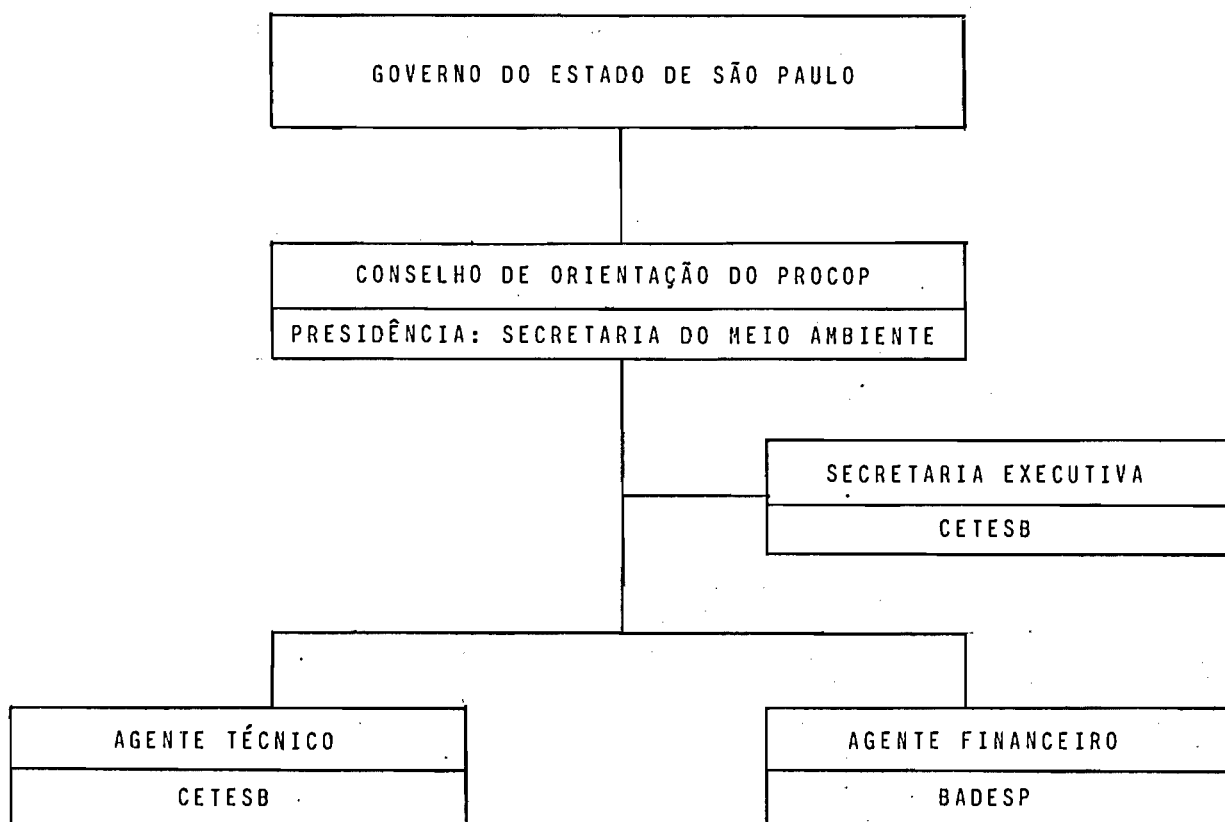 GOVERNO DO ESTADO DE SÃO PAULO
CONSELHO DE ORIENTAÇÃO DO PROCOP
PRESIDÊNCIA: SECRETARIA DO MEIO AMBIENTE
SECRETARIA EXECUTIVA
CETESB
AGENTE TÉCNICO
CETESB
AGENTE FINANCEIRO
BADESP